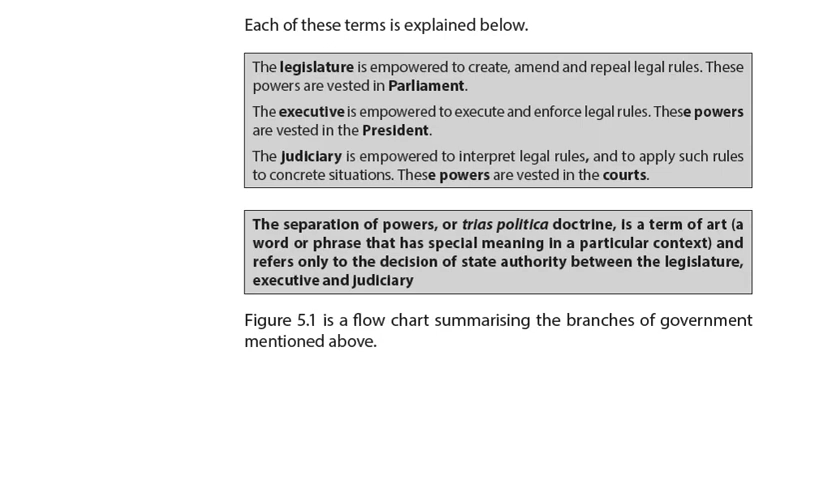 Each of these terms is explained below.
The legislature is empowered to create, amend and repeal legal rules. These
powers are vested in Parliament.
The executive is empowered to execute and enforce legal rules. These powers
are vested in the President.
The judiciary is empowered to interpret legal rules, and to apply such rules
to concrete situations. These powers are vested in the courts.
The separation of powers, or trias politica doctrine, is a term of art (a
word or phrase that has special meaning in a particular context) and
refers only to the decision of state authority between the legislature,
executive and judiciary
Figure 5.1 is a flow chart summarising the branches of government
mentioned above.